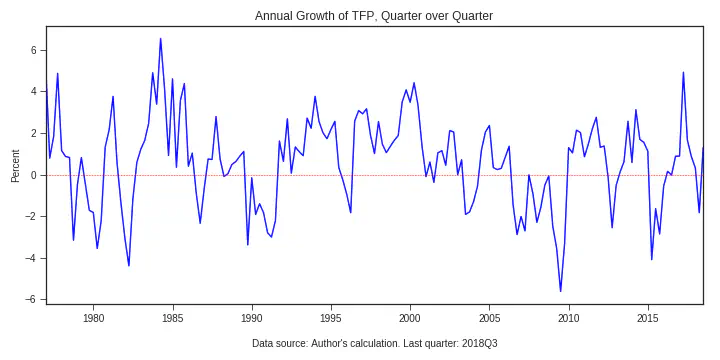 Annual Growth of TFP, Quarter over Quarter
Percent
6
4
2
0
−2
−4
−6
1980 1985 1990 1995 2000 2005 2010 2015
Data source: Author's calculation. Last quarter: 2018Q3